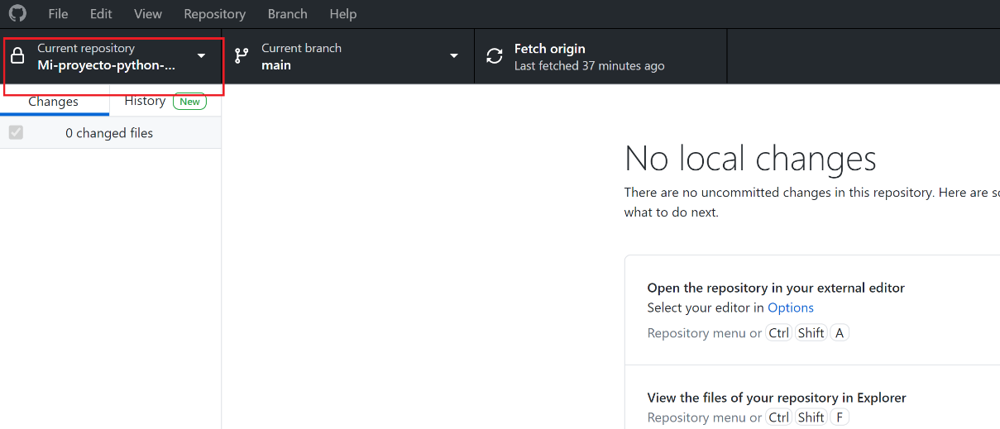 File Edit View Repository Branch Help
Current repository
Mi-proyecto-python-...
Current branch
main
Fetch origin
Last fetched 37 minutes ago
Changes
History New
0 changed files
No local changes
There are no uncommitted changes in this repository. Here are
what to do next.
Open the repository in your external editor
Select your editor in Options
Repository menu or Ctrl Shift A
View the files of your repository in Explorer
Repository menu or Ctrl Shift F